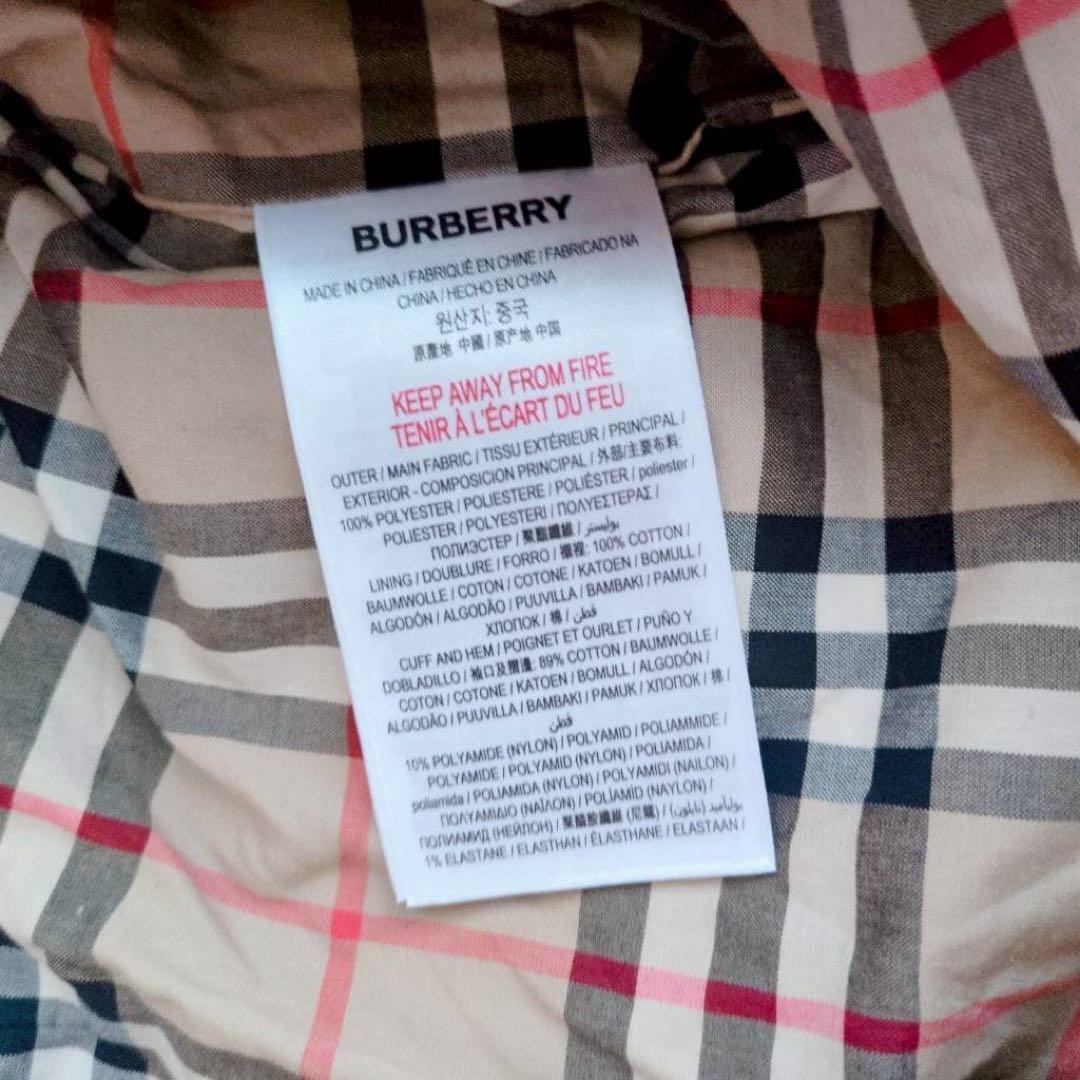 BURBERRY
MADE IN CHINA / FABRIQUÉ EN CHINE / FABRICADO NA
CHINA / HECHO EN CHINA
원산지: 중국
原產地 中國 / 原产地 中国
KEEP AWAY FROM FIRE
TENIR À L'ÉCART DU FEU
OUTER / MAIN FABRIC / TISSU EXTÉRIEUR / PRINCIPAL /
EXTERIOR - COMPOSICION PRINCIPAL / 外部/主要布料:
100% POLYESTER / POLIESTERE / POLIÉSTER / poliester /
POLIESTER / POLYESTERI / ΠΟΛΥΕΣΤΕΡΑΣ /
ПОЛИЭСТЕР / 聚酯纖維 / بوليستر /
LINING / DOUBLURE / FORRO / 襯裡: 100% COTTON /
BAUMWOLLE / COTON / COTONE / KATOEN / BOMULL /
ALGODÓN / ALGODÃO / PUUVILLA / BAMBAKI / PAMUK /
ХЛОПОК / 棉 / قطن /
CUFF AND HEM / POIGNET ET OURLET / PUÑO Y
DOBLADILLO / 袖口及擺邊: 89% COTTON / BAUMWOLLE /
COTON / COTONE / KATOEN / BOMULL / ALGODÓN /
ALGODÃO / PUUVILLA / BAMBAKI / PAMUK / ХЛОПОК / 棉 /
قطن
10% POLYAMIDE (NYLON) / POLYAMID / POLIAMMIDE /
POLYAMIDE / POLYAMID (NYLON) / POLIAMIDA /
poliamida / POLIAMIDA (NYLON) / POLYAMIDI (NAILON) /
ΠΟΛΥΑΜΙΔΙΟ (ΝΑΪΛΟΝ) / POLİAMİD (NAYLON) /
ПОЛИАМИД (НЕЙЛОН) / 聚醯胺纖維 (尼龍) / بولیأمید (نایلون) /
1% ELASTANE / ELASTHAN / ÉLASTHANE / ELASTAAN /